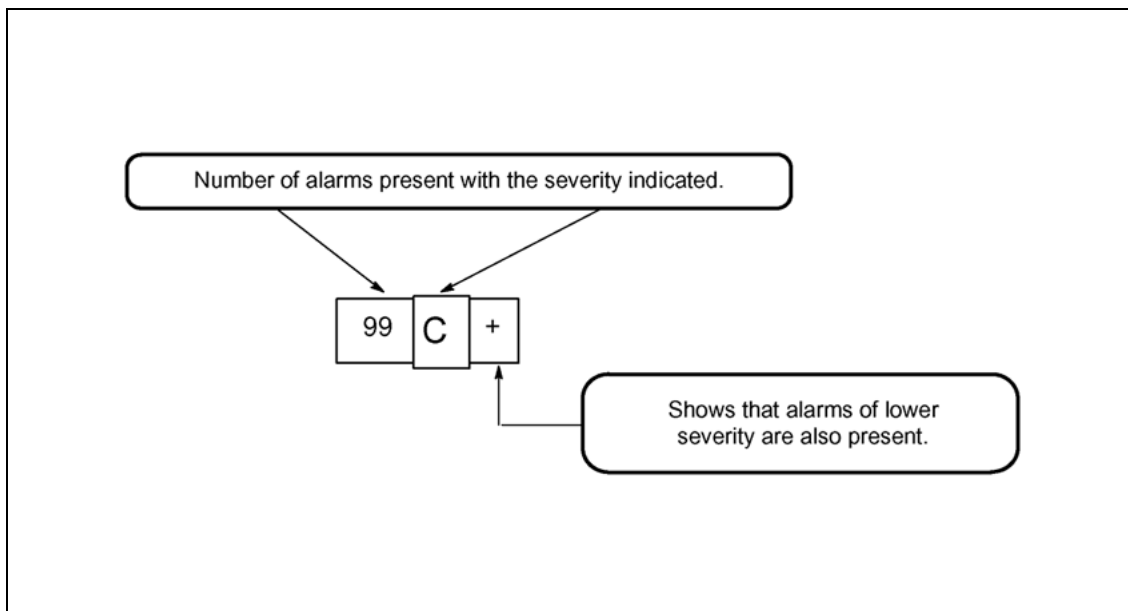 Number of alarms present with the severity indicated.
99 C +
Shows that alarms of lower
severity are also present.